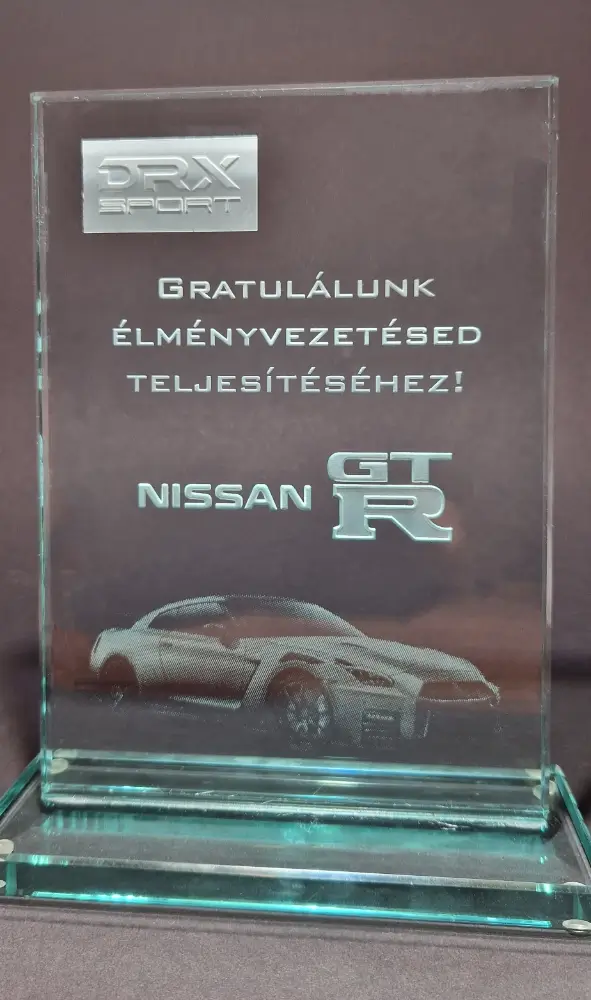 DRX
SPORT
GRATULÁLUNK
ÉLMÉNYVEZETÉSED
TELJESÍTÉSÉHEZ!
NISSAN GT R